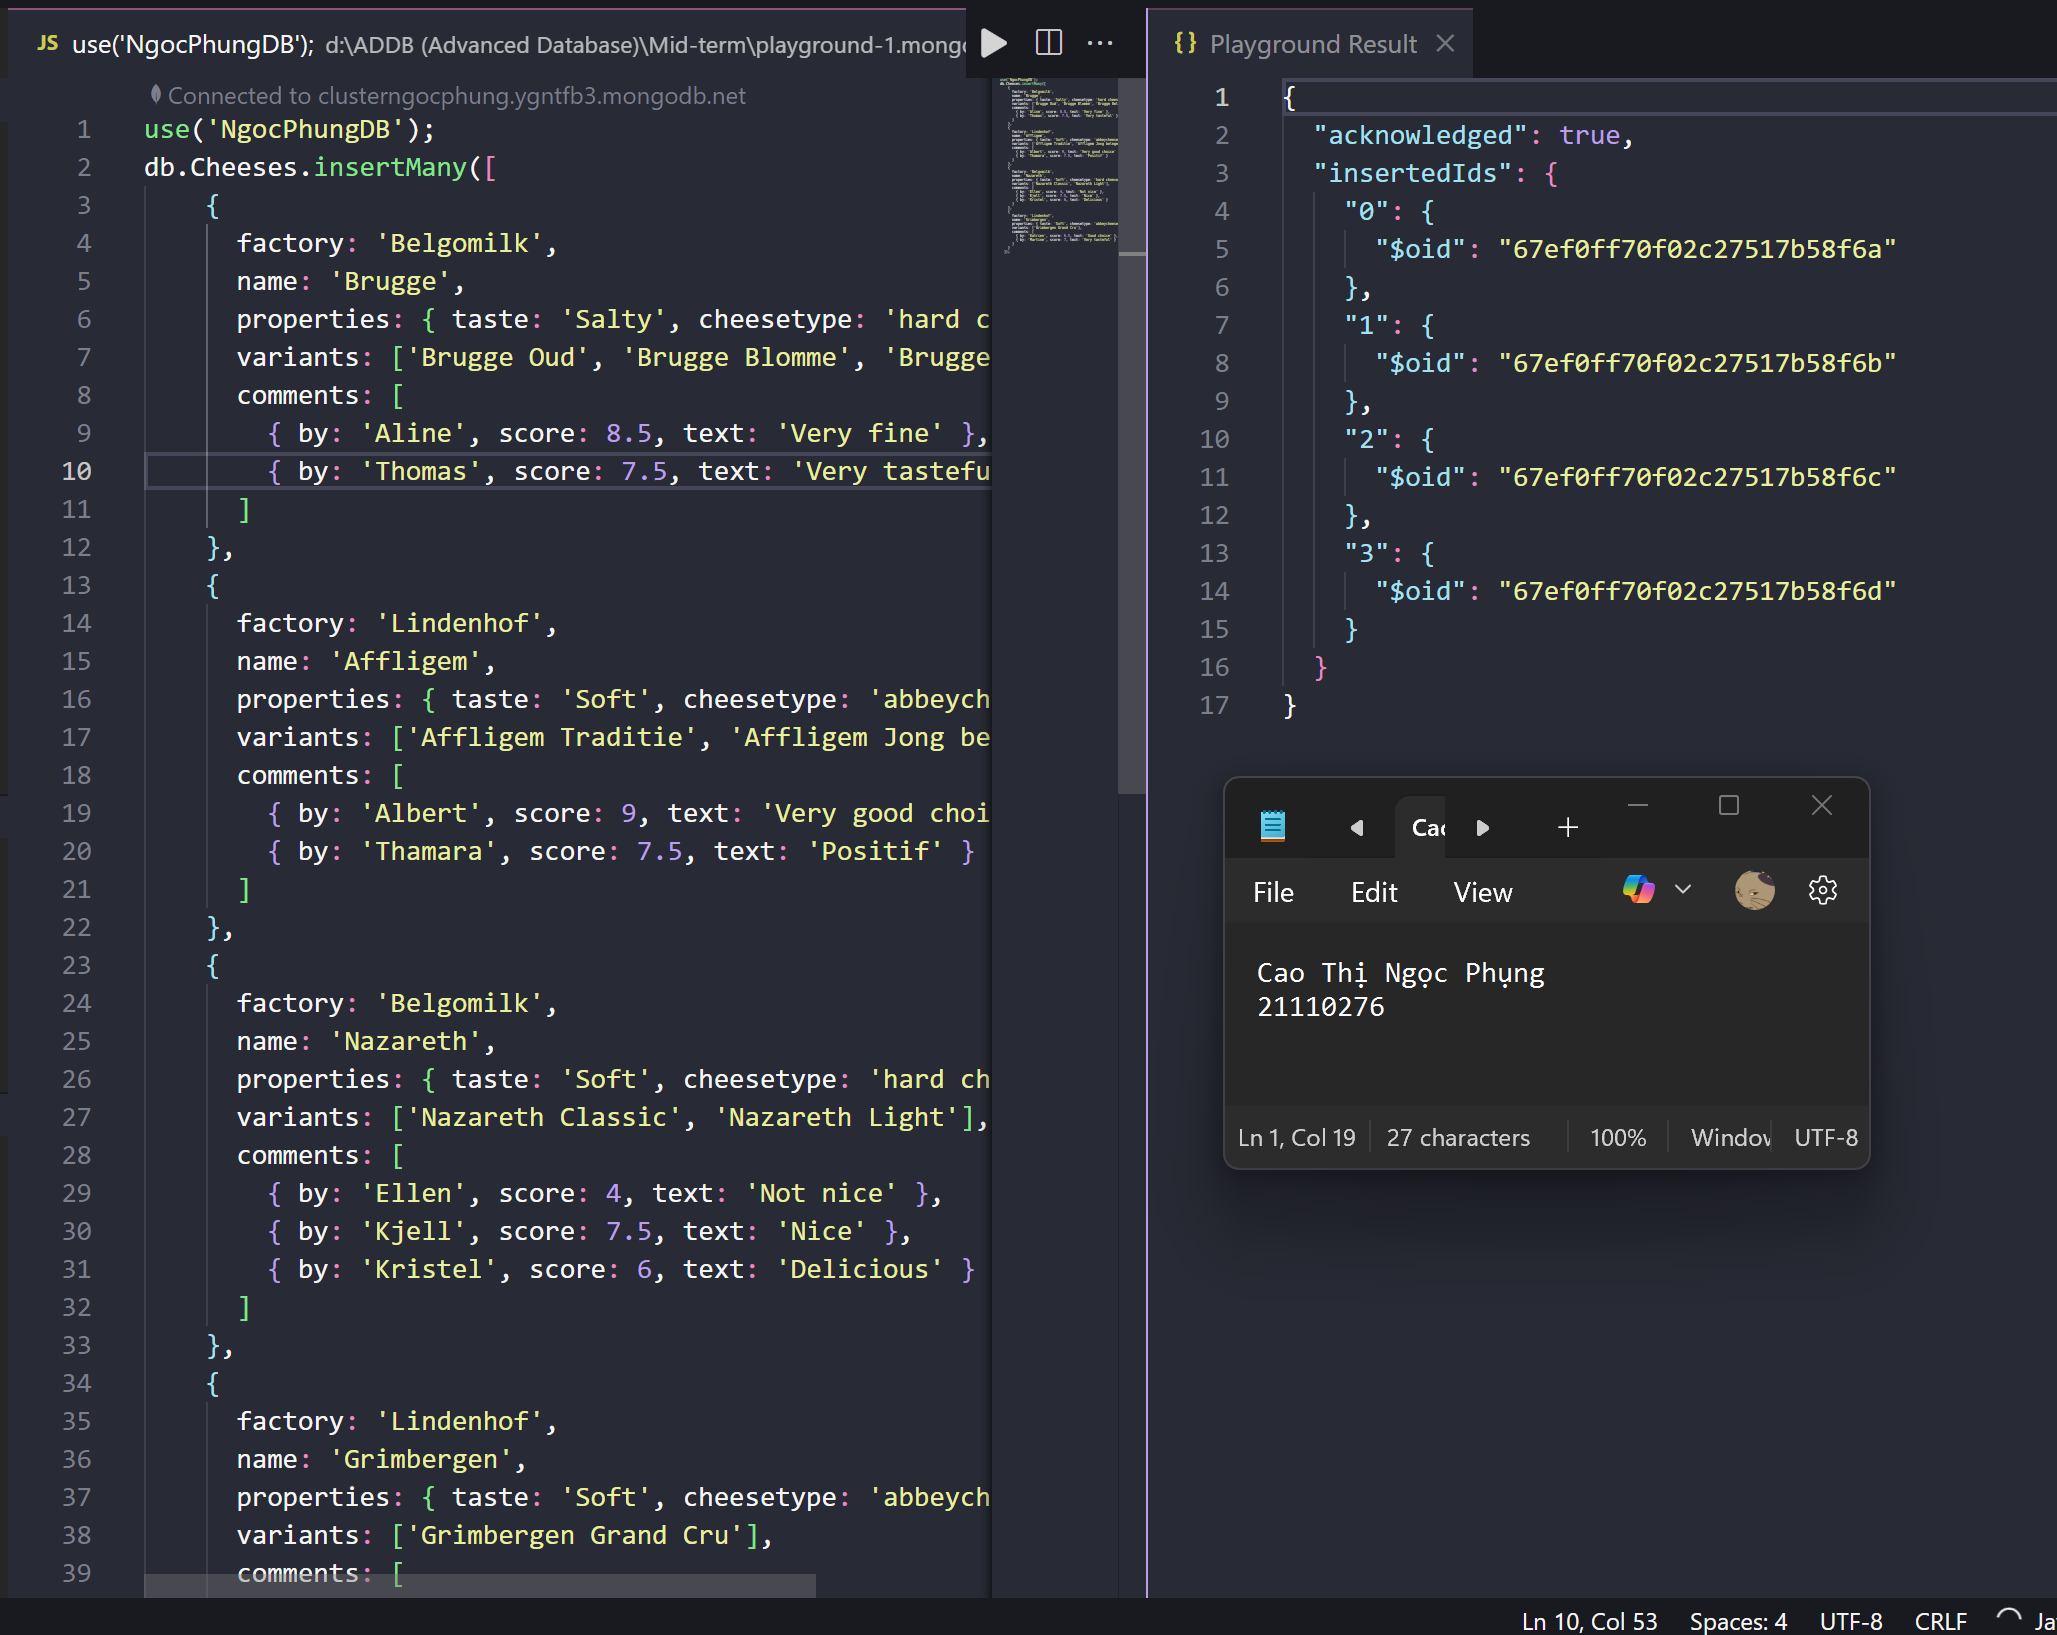 JS use('NgocPhungDB'); d:\ADDB (Advanced Database)\Mid-term\playground-1.mongo
Connected to clusterngocphung.ygntfb3.mongodb.net
1 use('NgocPhungDB');
2 db.Cheeses.insertMany([
3 {
4 factory: 'Belgomilk',
5 name: 'Brugge',
6 properties: { taste: 'Salty', cheesetype: 'hard c
7 variants: ['Brugge Oud', 'Brugge Blomme', 'Brugge
8 comments: [
9 { by: 'Aline', score: 8.5, text: 'Very fine' },
10 { by: 'Thomas', score: 7.5, text: 'Very tastefu
11 ]
12 },
13 {
14 factory: 'Lindenhof',
15 name: 'Affligem',
16 properties: { taste: 'Soft', cheesetype: 'abbeych
17 variants: ['Affligem Traditie', 'Affligem Jong be
18 comments: [
19 { by: 'Albert', score: 9, text: 'Very good choi
20 { by: 'Thamara', score: 7.5, text: 'Positif' }
21 ]
22 },
23 {
24 factory: 'Belgomilk',
25 name: 'Nazareth',
26 properties: { taste: 'Soft', cheesetype: 'hard ch
27 variants: ['Nazareth Classic', 'Nazareth Light'],
28 comments: [
29 { by: 'Ellen', score: 4, text: 'Not nice' },
30 { by: 'Kjell', score: 7.5, text: 'Nice' },
31 { by: 'Kristel', score: 6, text: 'Delicious' }
32 ]
33 },
34 {
35 factory: 'Lindenhof',
36 name: 'Grimbergen',
37 properties: { taste: 'Soft', cheesetype: 'abbeych
38 variants: ['Grimbergen Grand Cru'],
39 comments: [
{} Playground Result
1 {
2 "acknowledged": true,
3 "insertedIds": {
4 "0": {
5 "$oid": "67ef0ff70f02c27517b58f6a"
6 },
7 "1": {
8 "$oid": "67ef0ff70f02c27517b58f6b"
9 },
10 "2": {
11 "$oid": "67ef0ff70f02c27517b58f6c"
12 },
13 "3": {
14 "$oid": "67ef0ff70f02c27517b58f6d"
15 }
16 }
17 }
Cao
File Edit View
Cao Thị Ngọc Phụng
21110276
Ln 1, Col 19 27 characters 100% Window UTF-8
Ln 10, Col 53 Spaces: 4 UTF-8 CRLF Ja